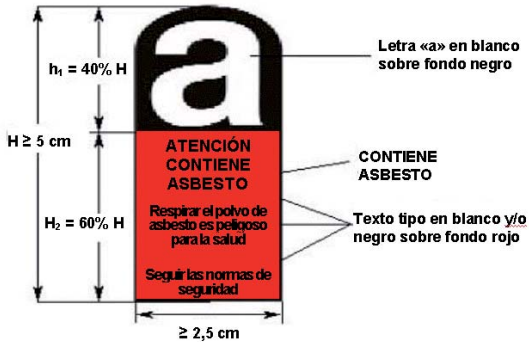 a
h₁ = 40% H
H ≥ 5 cm
H₂ = 60% H
≥ 2,5 cm
ATENCIÓN
CONTIENE
ASBESTO
Respirar el polvo de
asbesto es peligoso
para la salud
Seguir las normas de
seguridad
Letra «a» en blanco
sobre fondo negro
CONTIENE
ASBESTO
Texto tipo en blanco y/o
negro sobre fondo rojo